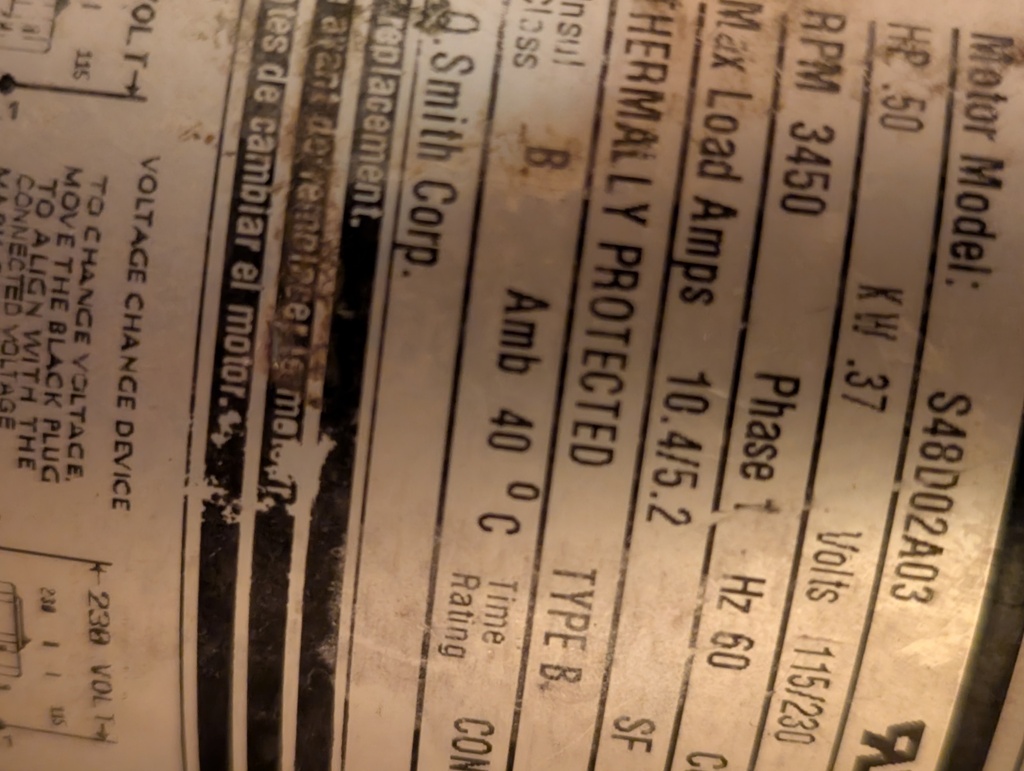 Motor Model: S48D02A03
HP .50 KW .37 Volts 115/230
RPM 3450 Phase 1 Hz 60
Max Load Amps 10.4/5.2 SF
THERMALLY PROTECTED TYPE B
Insul Class B Amb 40 °C Time Rating CON
O. Smith Corp.
replacement.
de cambiar el motor.
VOLTAGE CHANGE DEVICE
TO CHANGE VOLTAGE,
MOVE THE BLACK PLUG
TO ALIGN WITH THE
CONNECTED VOLTAGE
VOLT
115
230 VOLT
230
115